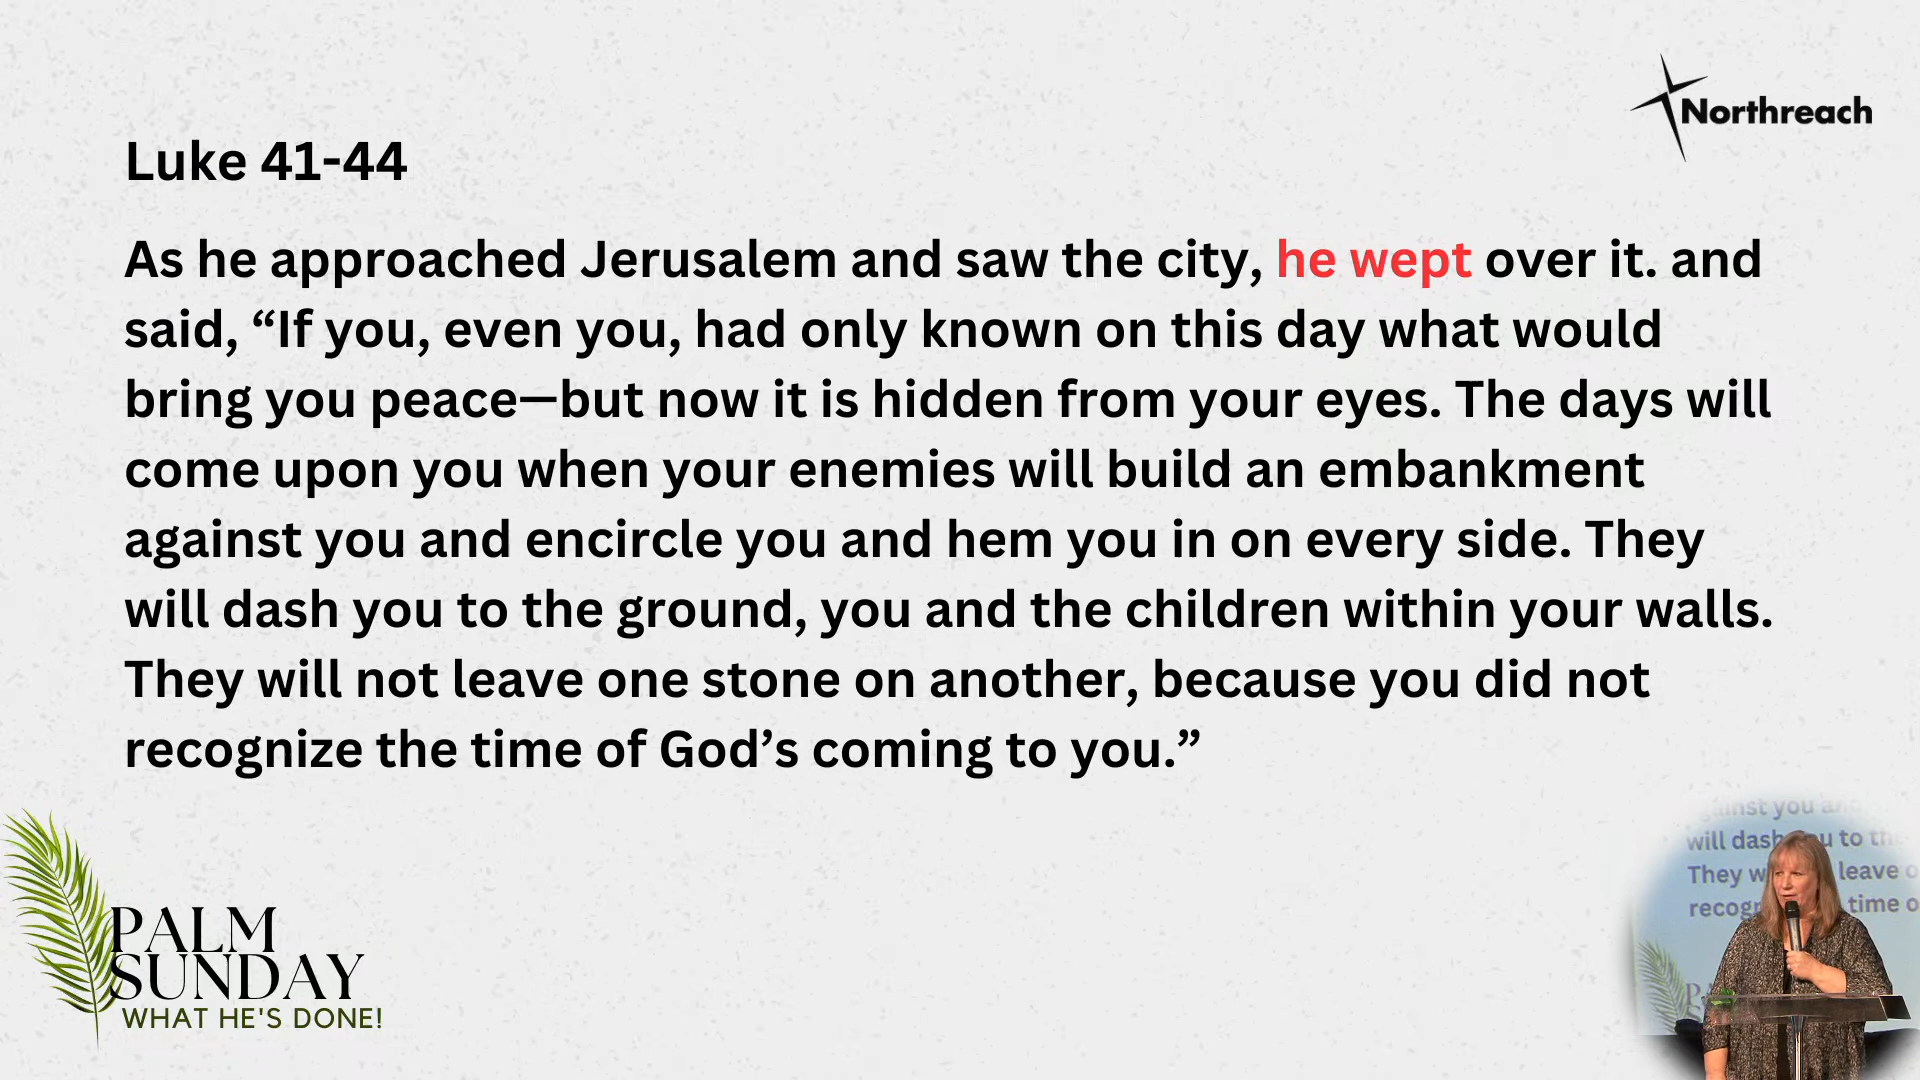 Northreach
Luke 41-44
As he approached Jerusalem and saw the city, he wept over it. and
said, “If you, even you, had only known on this day what would
bring you peace—but now it is hidden from your eyes. The days will
come upon you when your enemies will build an embankment
against you and encircle you and hem you in on every side. They
will dash you to the ground, you and the children within your walls.
They will not leave one stone on another, because you did not
recognize the time of God’s coming to you.”
PALM
SUNDAY
WHAT HE'S DONE!
against you and
will dash you to the
They w leave o
recog time o